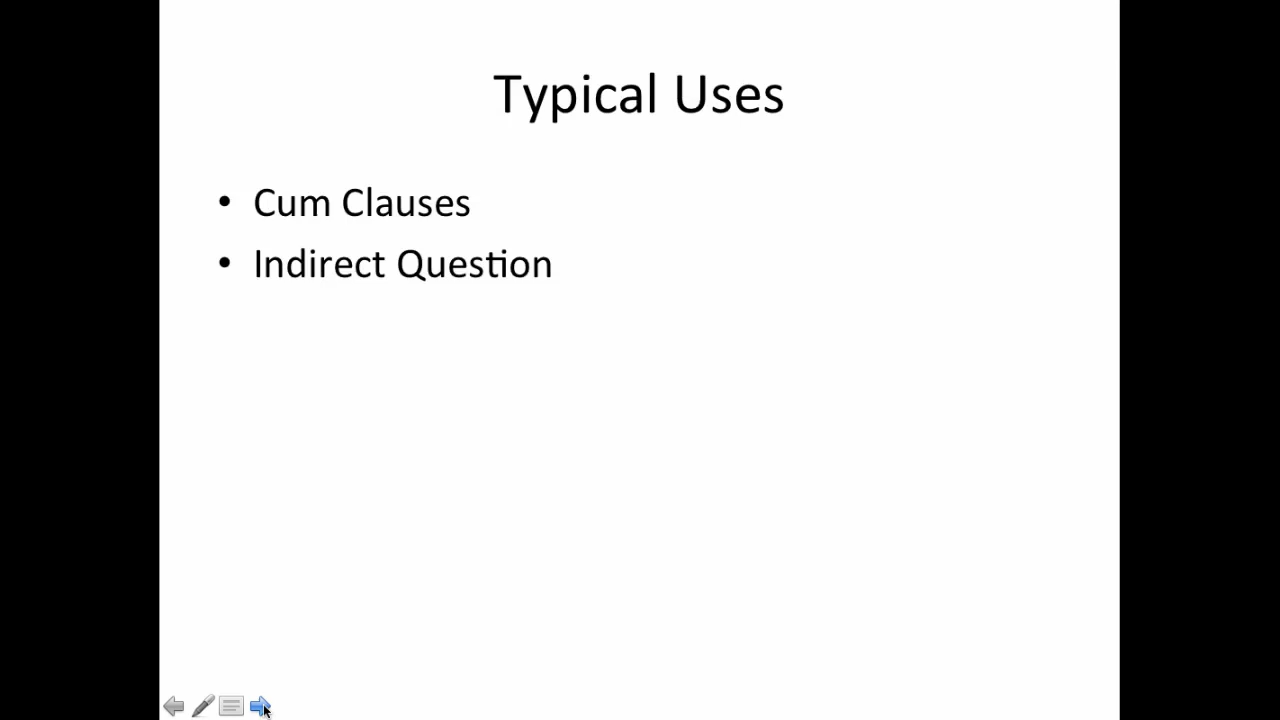 Typical Uses
• Cum Clauses
• Indirect Question